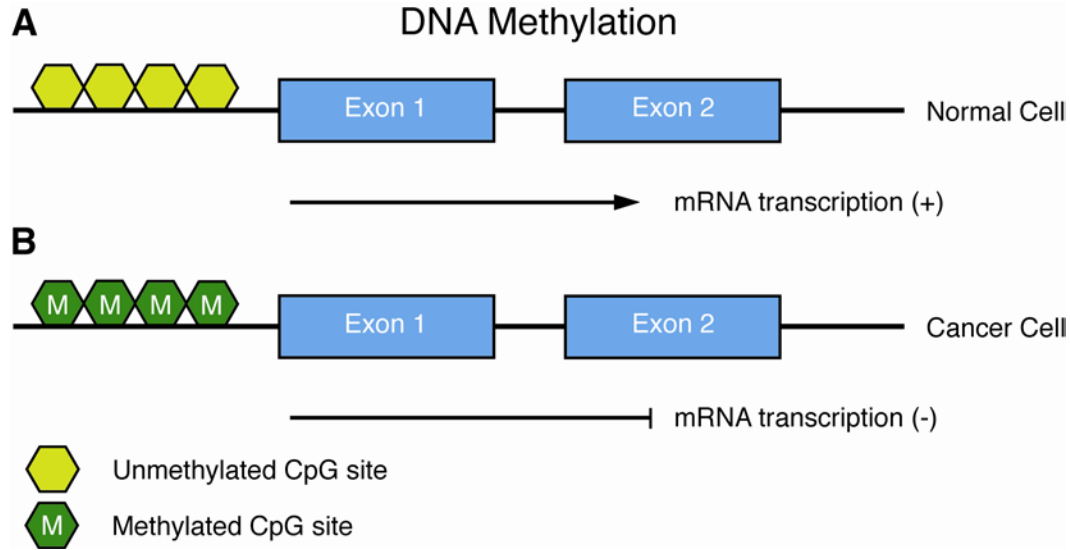 A
DNA Methylation
Exon 1
Exon 2
Normal Cell
mRNA transcription (+)
B
M M M M
Exon 1
Exon 2
Cancer Cell
mRNA transcription (-)
Unmethylated CpG site
M
Methylated CpG site